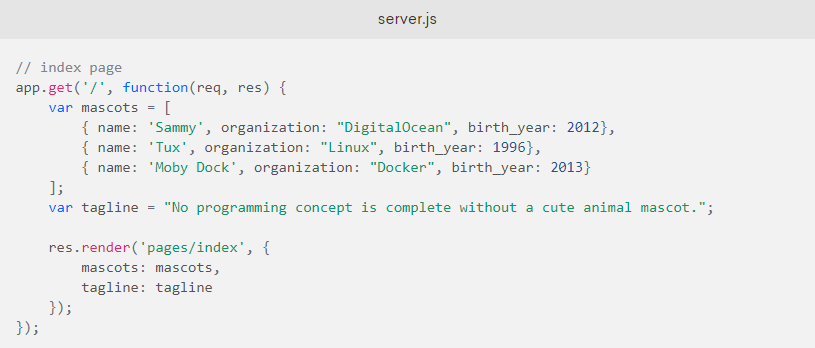 server.js
// index page
app.get('/', function(req, res) {
    var mascots = [
        { name: 'Sammy', organization: "DigitalOcean", birth_year: 2012},
        { name: 'Tux', organization: "Linux", birth_year: 1996},
        { name: 'Moby Dock', organization: "Docker", birth_year: 2013}
    ];
    var tagline = "No programming concept is complete without a cute animal mascot.";

    res.render('pages/index', {
        mascots: mascots,
        tagline: tagline
    });
});